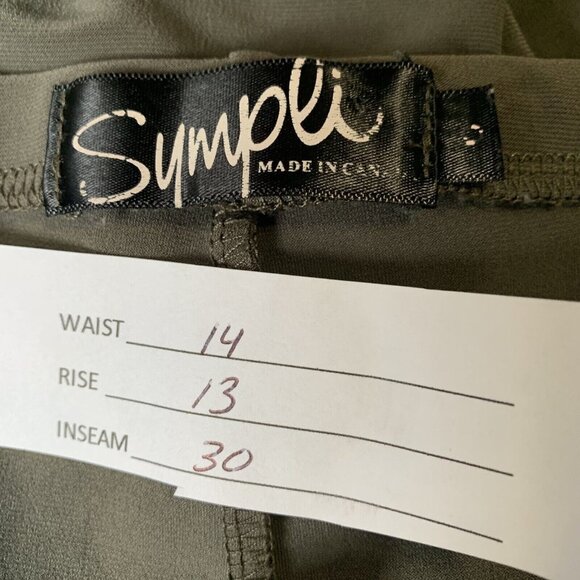 Sympli
MADE IN CAN
WAIST 14
RISE 13
INSEAM 30